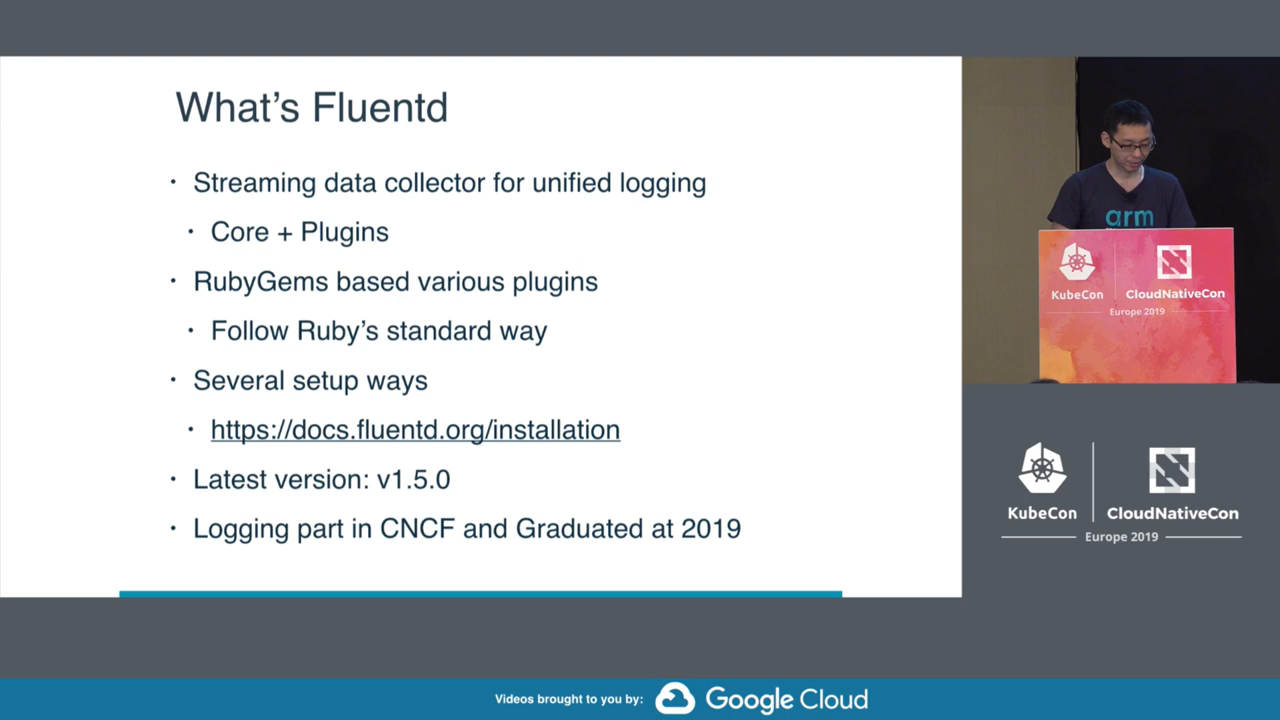 What's Fluentd
· Streaming data collector for unified logging
· Core + Plugins
· RubyGems based various plugins
· Follow Ruby's standard way
· Several setup ways
· https://docs.fluentd.org/installation
· Latest version: v1.5.0
· Logging part in CNCF and Graduated at 2019
arm
KubeCon CloudNativeCon
Europe 2019
KubeCon CloudNativeCon
Europe 2019
Videos brought to you by: Google Cloud